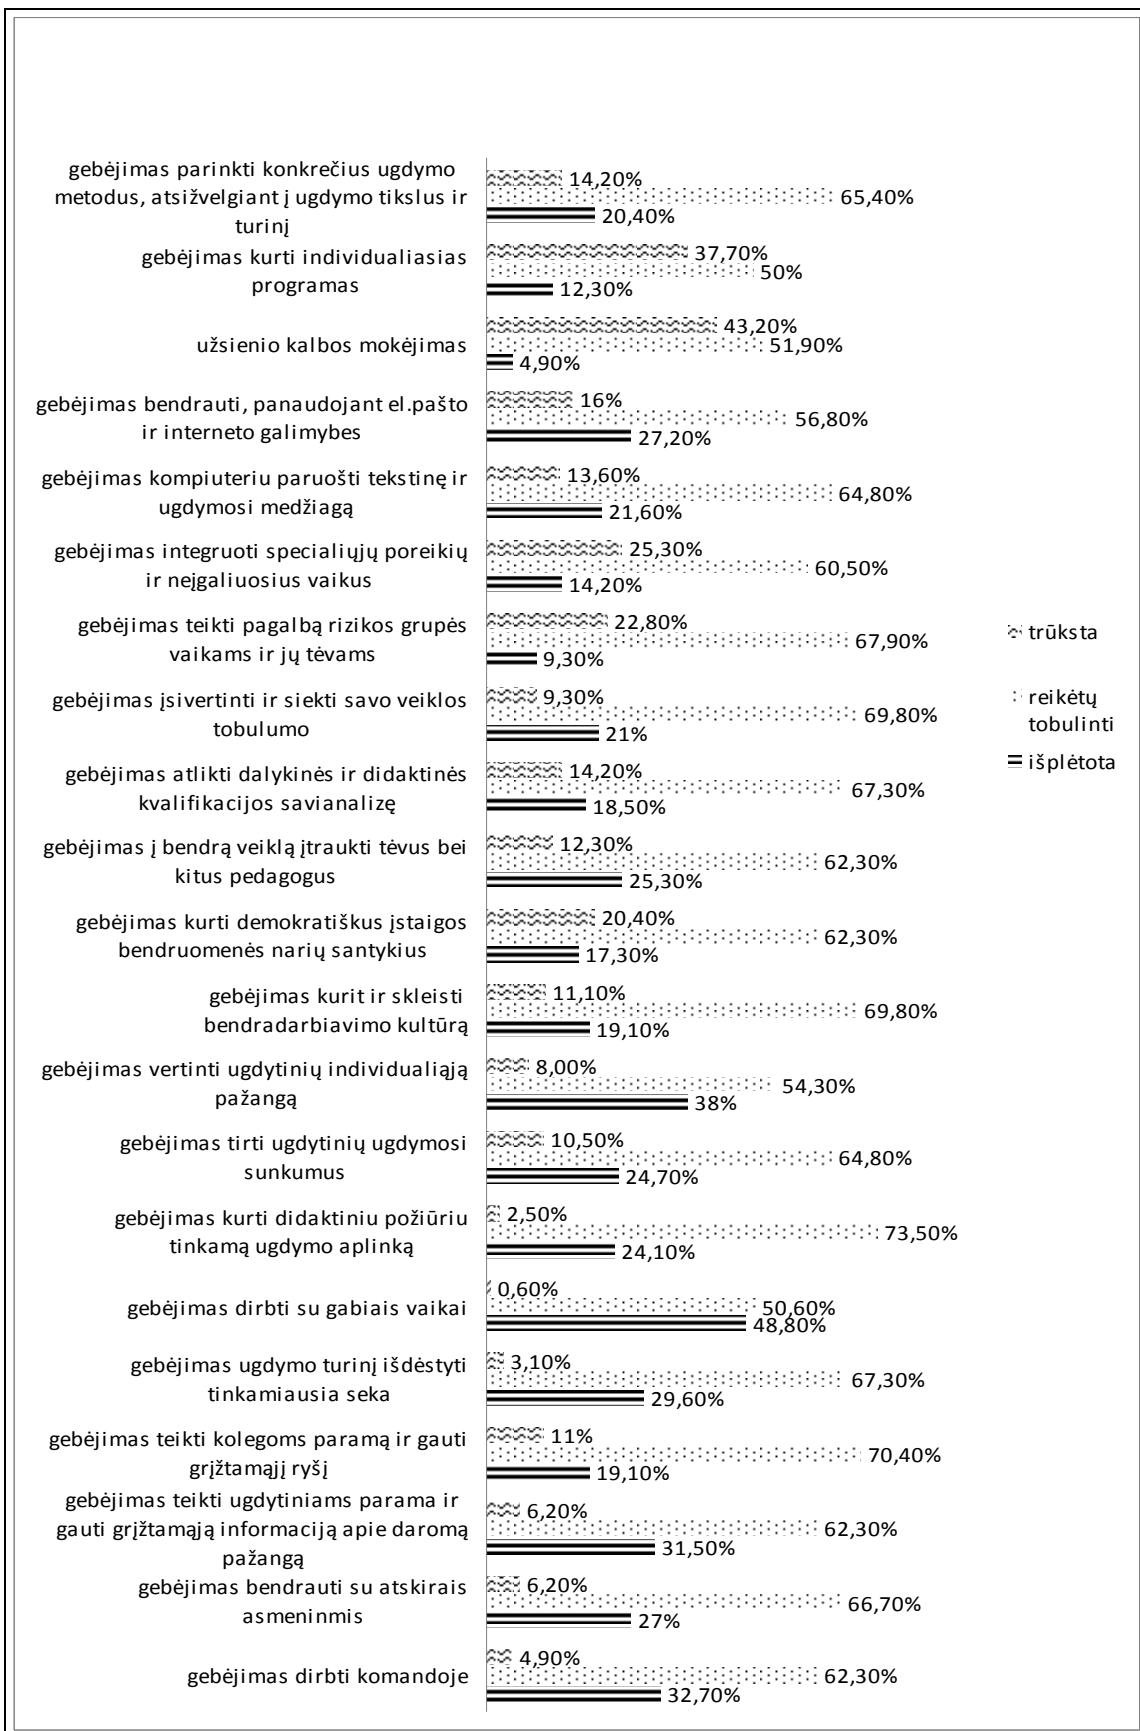 gebėjimas parinkti konkrečius ugdymo
metodus, atsižvelgiant į ugdymo tikslus ir
turinį
14,20%
65,40%
20,40%
gebėjimas kurti individualiasias
programas
37,70%
50%
12,30%
užsienio kalbos mokėjimas
43,20%
51,90%
4,90%
gebėjimas bendrauti, panaudojant el.pašto
ir interneto galimybes
16%
56,80%
27,20%
gebėjimas kompiuteriu paruošti tekstinę ir
ugdymosi medžiagą
13,60%
64,80%
21,60%
gebėjimas integruoti specialiųjų poreikių
ir neįgaliuosius vaikus
25,30%
60,50%
14,20%
gebėjimas teikti pagalbą rizikos grupės
vaikams ir jų tėvams
22,80%
67,90%
9,30%
gebėjimas įsivertinti ir siekti savo veiklos
tobulumo
9,30%
69,80%
21%
gebėjimas atlikti dalykinės ir didaktinės
kvalifikacijos savianalizę
14,20%
67,30%
18,50%
gebėjimas į bendrą veiklą įtraukti tėvus bei
kitus pedagogus
12,30%
62,30%
25,30%
gebėjimas kurti demokratiškus įstaigos
bendruomenės narių santykius
20,40%
62,30%
17,30%
gebėjimas kurit ir skleisti
bendradarbiavimo kultūrą
11,10%
69,80%
19,10%
gebėjimas vertinti ugdytinių individualiąją
pažangą
8,00%
54,30%
38%
gebėjimas tirti ugdytinių ugdymosi
sunkumus
10,50%
64,80%
24,70%
gebėjimas kurti didaktiniu požiūriu
tinkamą ugdymo aplinką
2,50%
73,50%
24,10%
gebėjimas dirbti su gabiais vaikai
0,60%
50,60%
48,80%
gebėjimas ugdymo turinį išdėstyti
tinkamiausia seka
3,10%
67,30%
29,60%
gebėjimas teikti kolegoms paramą ir gauti
grįžtamąjį ryšį
11%
70,40%
19,10%
gebėjimas teikti ugdytiniams parama ir
gauti grįžtamąją informaciją apie daromą
pažangą
6,20%
62,30%
31,50%
gebėjimas bendrauti su atskirais
asmeninmis
6,20%
66,70%
27%
gebėjimas dirbti komandoje
4,90%
62,30%
32,70%
trūksta
reikėtų
tobulinti
išplėtota